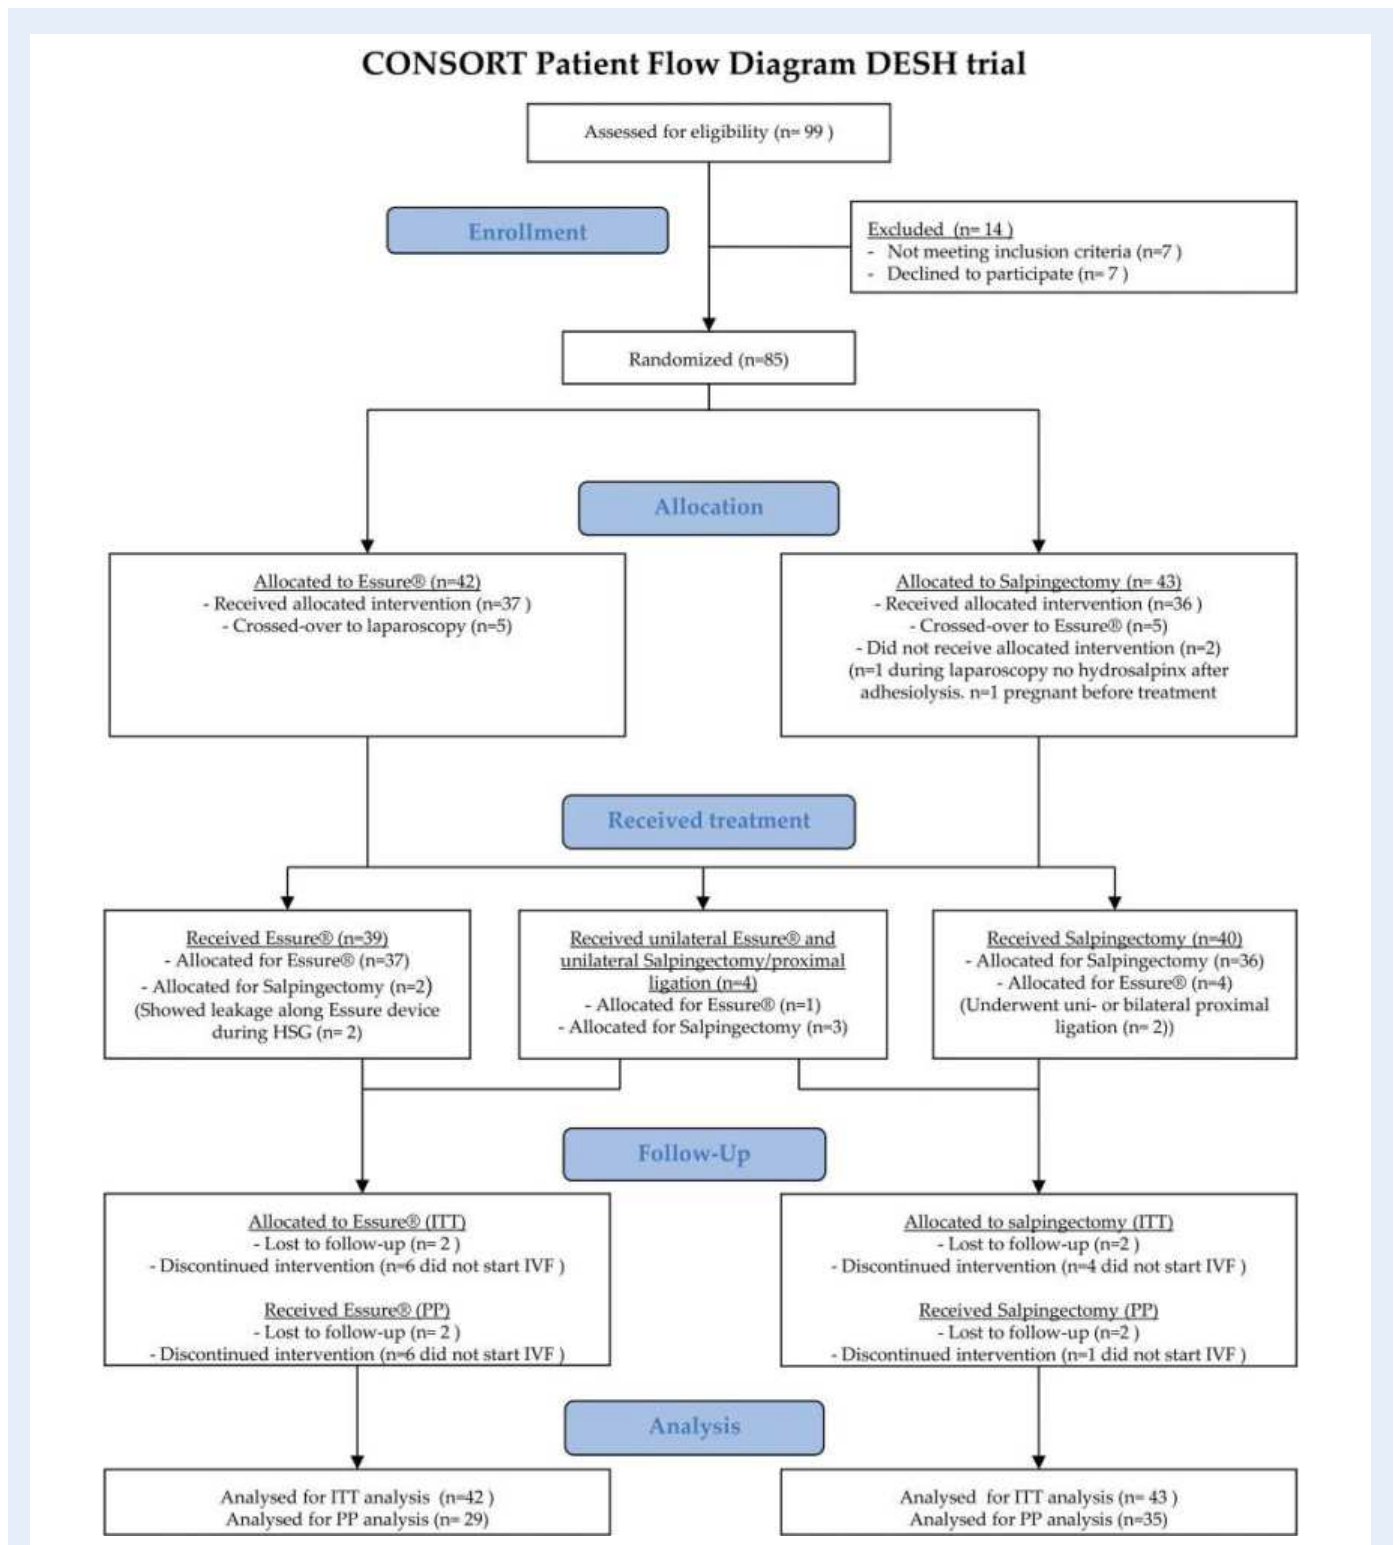 CONSORT Patient Flow Diagram DESH trial
Assessed for eligibility (n= 99 )
Enrollment
Excluded  (n= 14 )
-  Not meeting inclusion criteria (n=7 )
-  Declined to participate (n= 7 )
Randomized (n=85)
Allocation
Allocated to Essure® (n=42)
- Received allocated intervention (n=37 )
- Crossed-over to laparoscopy (n=5)
Allocated to Salpingectomy (n= 43)
- Received allocated intervention (n=36 )
- Crossed-over to Essure® (n=5)
- Did not receive allocated intervention (n=2)
(n=1 during laparoscopy no hydrosalpinx after
adhesiolysis. n=1 pregnant before treatment
Received treatment
Received Essure® (n=39)
- Allocated for Essure® (n=37)
- Allocated for Salpingectomy (n=2)
(Showed leakage along Essure device
during HSG (n= 2)
Received unilateral Essure® and
unilateral Salpingectomy/proximal
ligation (n=4)
- Allocated for Essure® (n=1)
- Allocated for Salpingectomy (n=3)
Received Salpingectomy (n=40)
- Allocated for Salpingectomy (n=36)
- Allocated for Essure® (n=4)
(Underwent uni- or bilateral proximal
ligation (n= 2))
Follow-Up
Allocated to Essure® (ITT)
- Lost to follow-up (n= 2 )
- Discontinued intervention (n=6 did not start IVF )
Received Essure® (PP)
- Lost to follow-up (n= 2 )
- Discontinued intervention (n=6 did not start IVF )
Allocated to salpingectomy (ITT)
- Lost to follow-up (n=2 )
- Discontinued intervention (n=4 did not start IVF )
Received Salpingectomy (PP)
- Lost to follow-up (n=2 )
- Discontinued intervention (n=1 did not start IVF )
Analysis
Analysed for ITT analysis  (n=42 )
Analysed for PP analysis (n= 29)
Analysed  for ITT analysis (n= 43 )
Analysed for PP analysis (n=35)